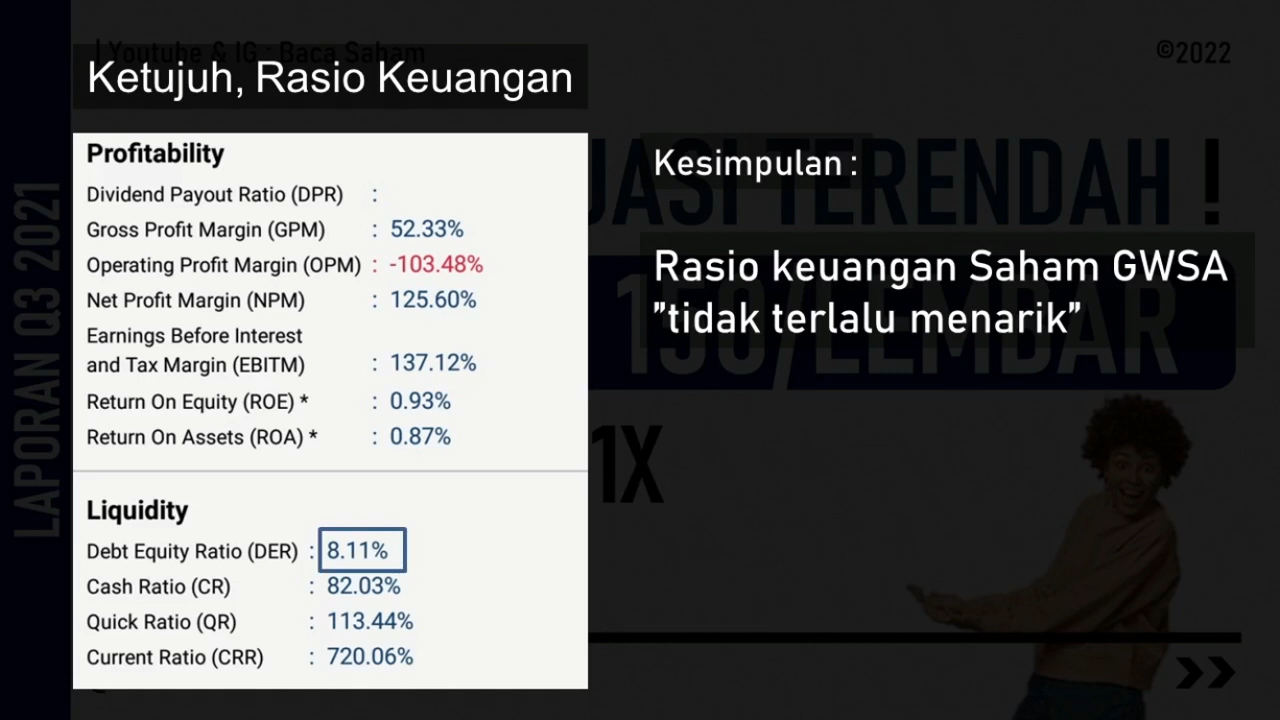 | Youtube & IG : Baca Saham
©2022
Ketujuh, Rasio Keuangan
LAPORAN Q3 2021
TERENDAH !
/LEMBAR
1X
Profitability
Dividend Payout Ratio (DPR) :
Gross Profit Margin (GPM) : 52.33%
Operating Profit Margin (OPM) : -103.48%
Net Profit Margin (NPM) : 125.60%
Earnings Before Interest
and Tax Margin (EBITM) : 137.12%
Return On Equity (ROE) * : 0.93%
Return On Assets (ROA) * : 0.87%
Liquidity
Debt Equity Ratio (DER) : 8.11%
Cash Ratio (CR) : 82.03%
Quick Ratio (QR) : 113.44%
Current Ratio (CRR) : 720.06%
Kesimpulan :
Rasio keuangan Saham GWSA
"tidak terlalu menarik"